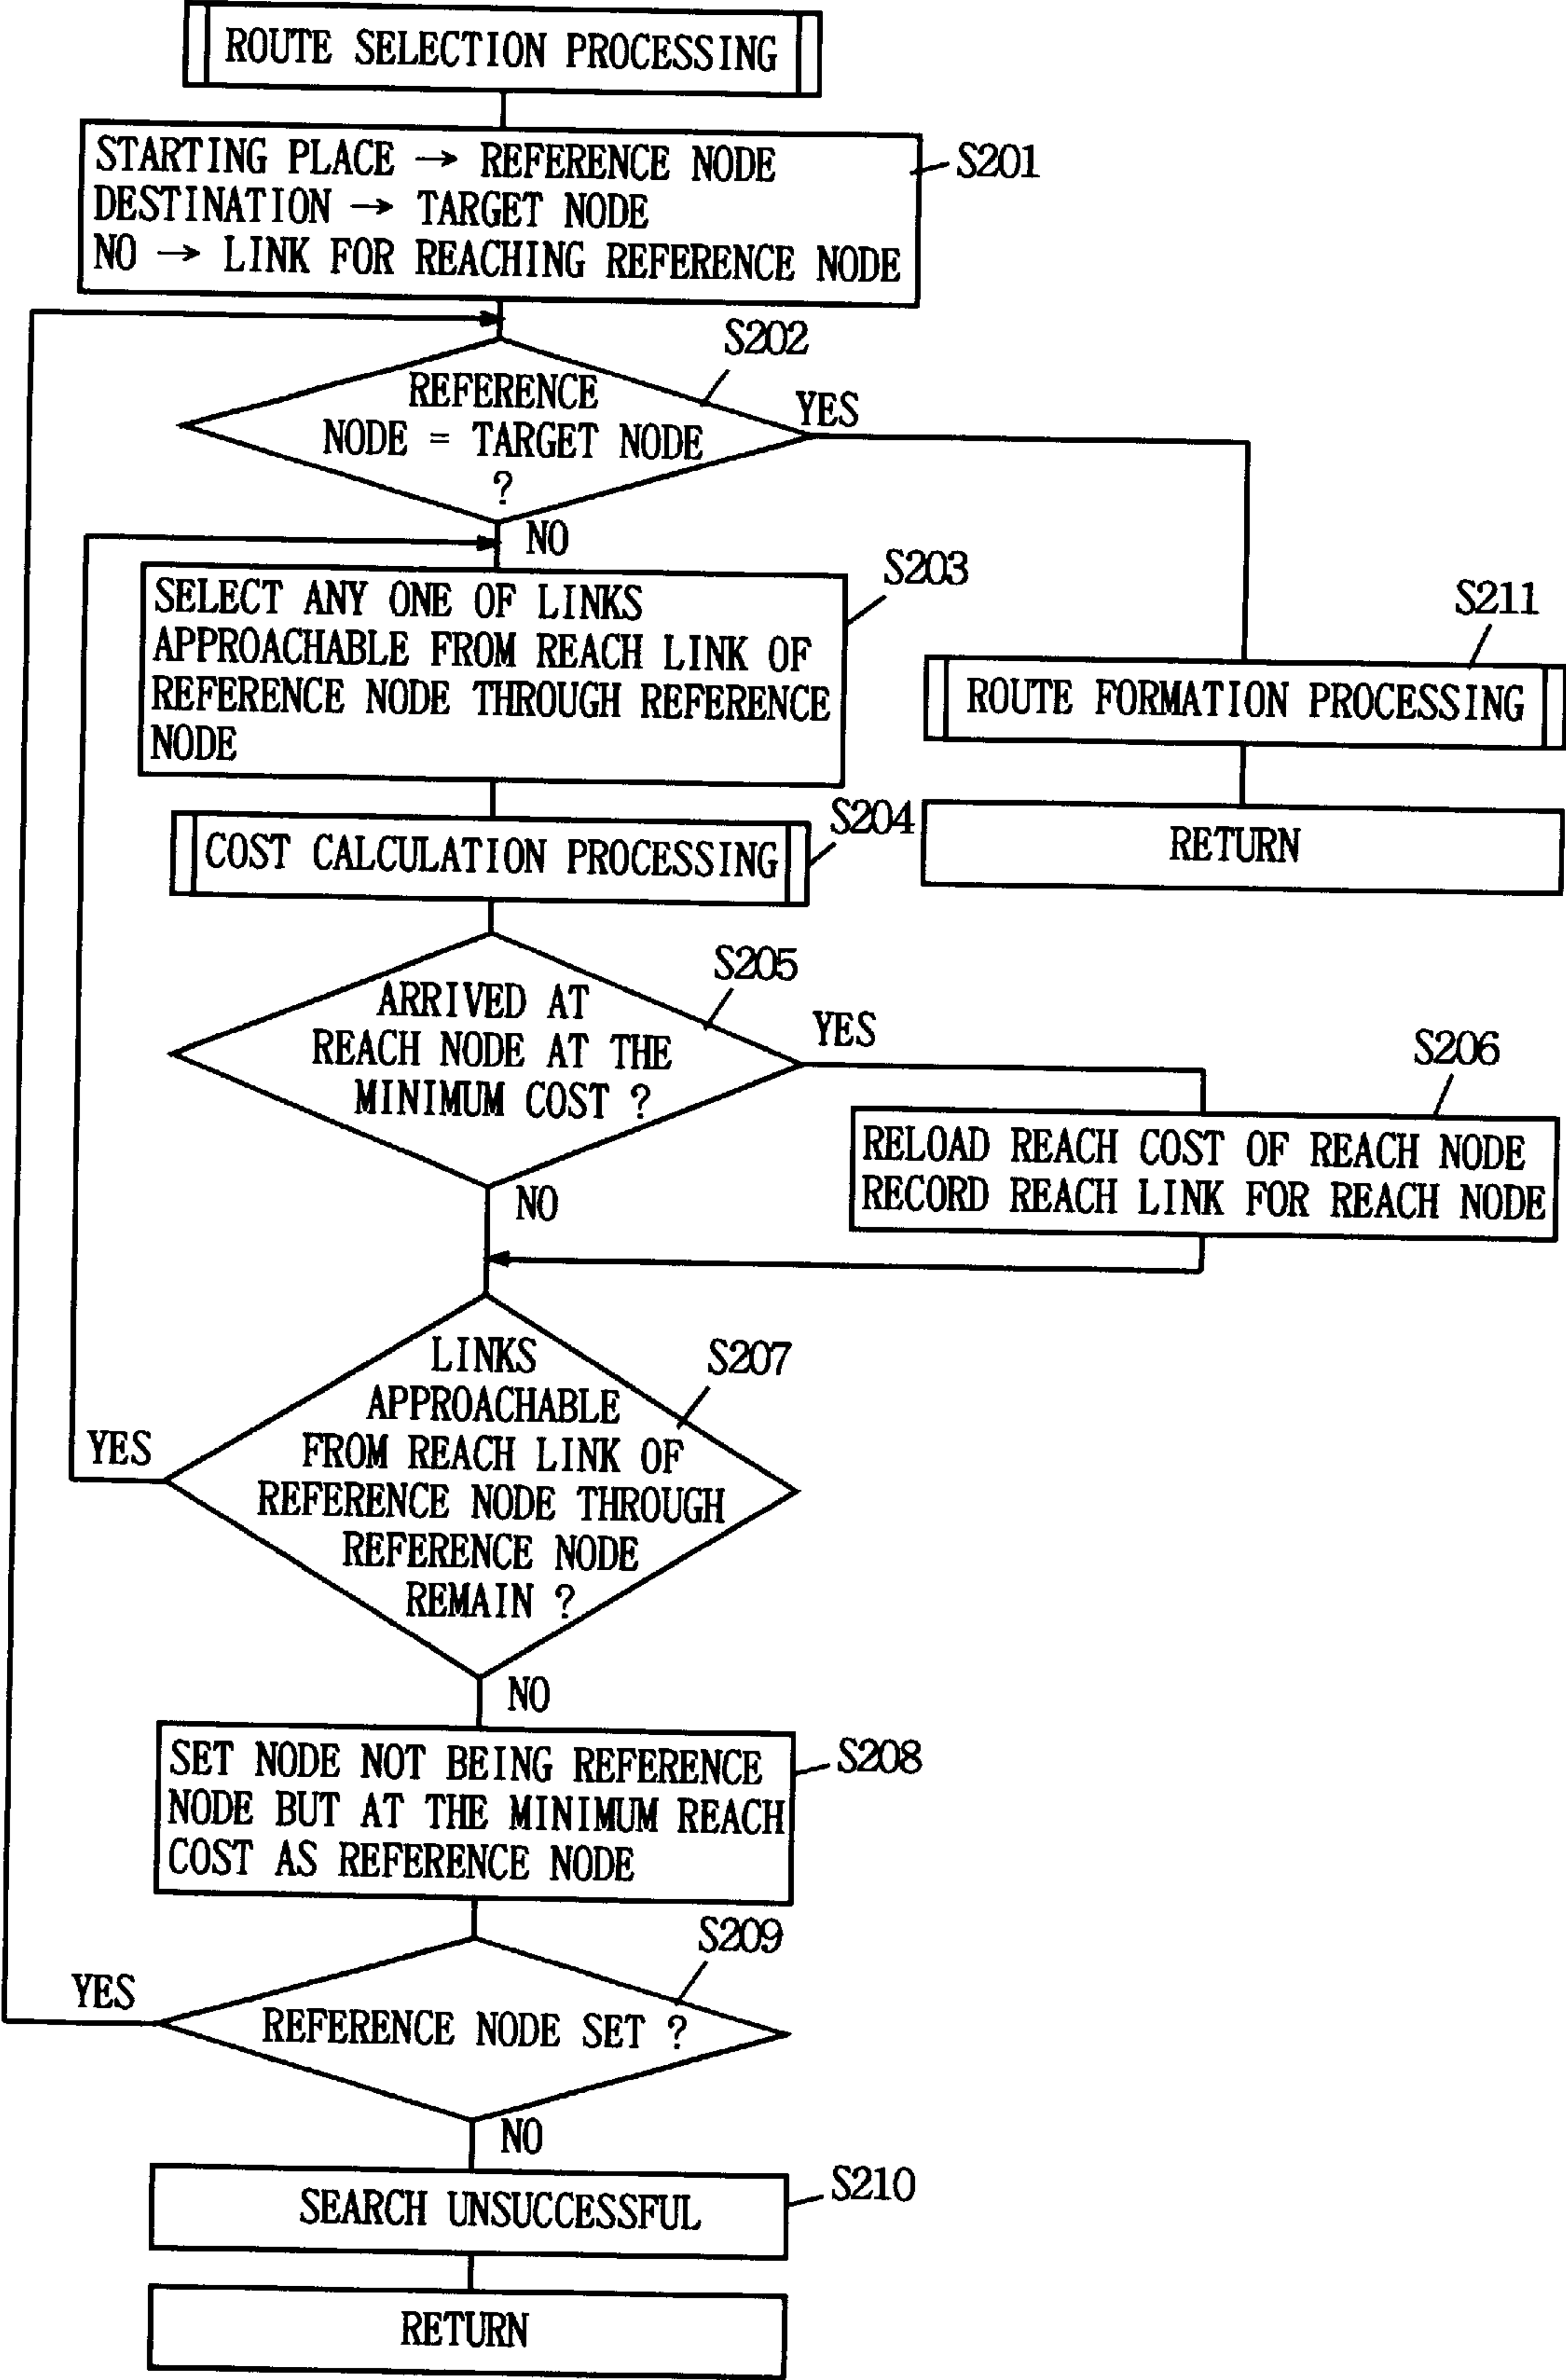 ROUTE SELECTION PROCESSING
STARTING PLACE → REFERENCE NODE
DESTINATION → TARGET NODE
NO → LINK FOR REACHING REFERENCE NODE
S201
S202
REFERENCE
NODE = TARGET NODE
?
YES
NO
S203
SELECT ANY ONE OF LINKS
APPROACHABLE FROM REACH LINK OF
REFERENCE NODE THROUGH REFERENCE
NODE
S211
ROUTE FORMATION PROCESSING
RETURN
S204
COST CALCULATION PROCESSING
S205
ARRIVED AT
REACH NODE AT THE
MINIMUM COST ?
YES
NO
S206
RELOAD REACH COST OF REACH NODE
RECORD REACH LINK FOR REACH NODE
S207
LINKS
APPROACHABLE
FROM REACH LINK OF
REFERENCE NODE THROUGH
REFERENCE NODE
REMAIN ?
YES
NO
S208
SET NODE NOT BEING REFERENCE
NODE BUT AT THE MINIMUM REACH
COST AS REFERENCE NODE
S209
REFERENCE NODE SET ?
YES
NO
S210
SEARCH UNSUCCESSFUL
RETURN